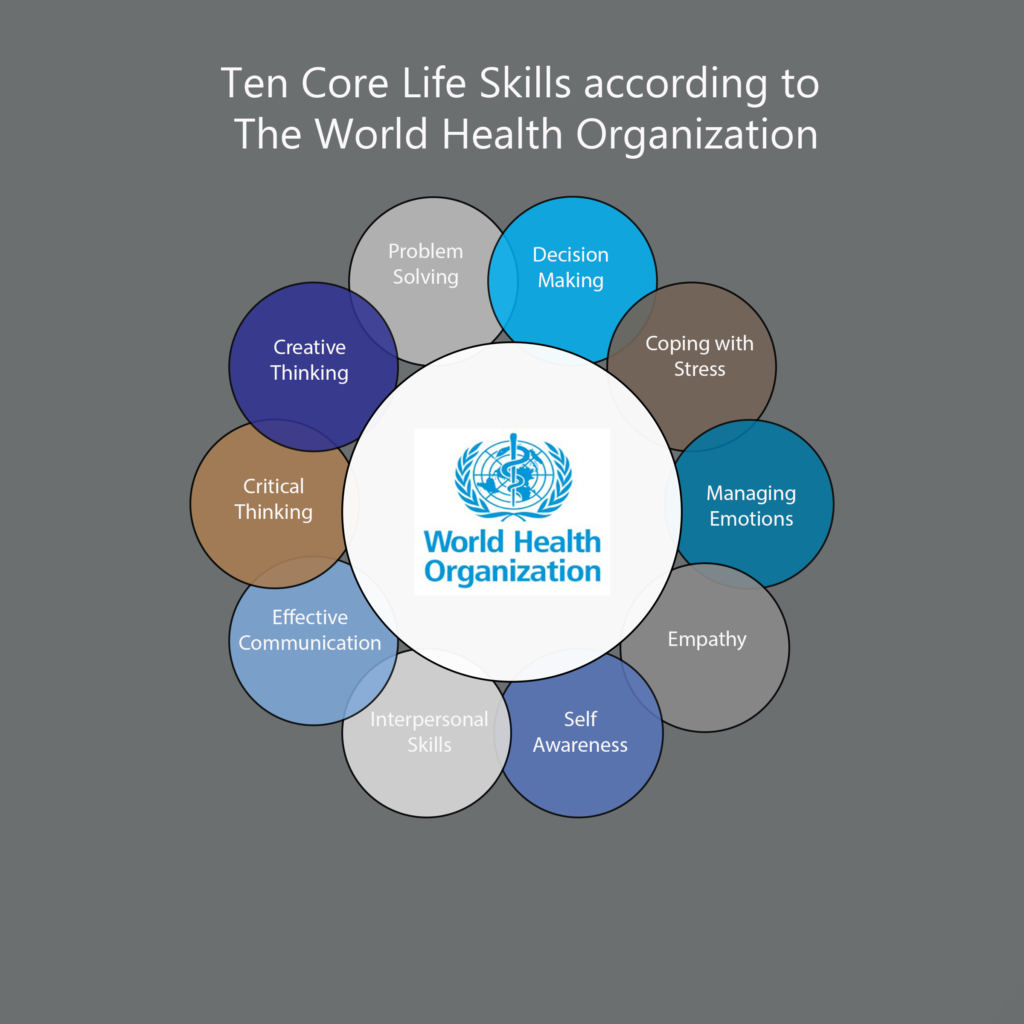 Ten Core Life Skills according to
The World Health Organization
Problem
Solving
Decision
Making
Creative
Thinking
Coping with
Stress
Critical
Thinking
Managing
Emotions
World Health
Organization
Effective
Communication
Empathy
Interpersonal
Skills
Self
Awareness